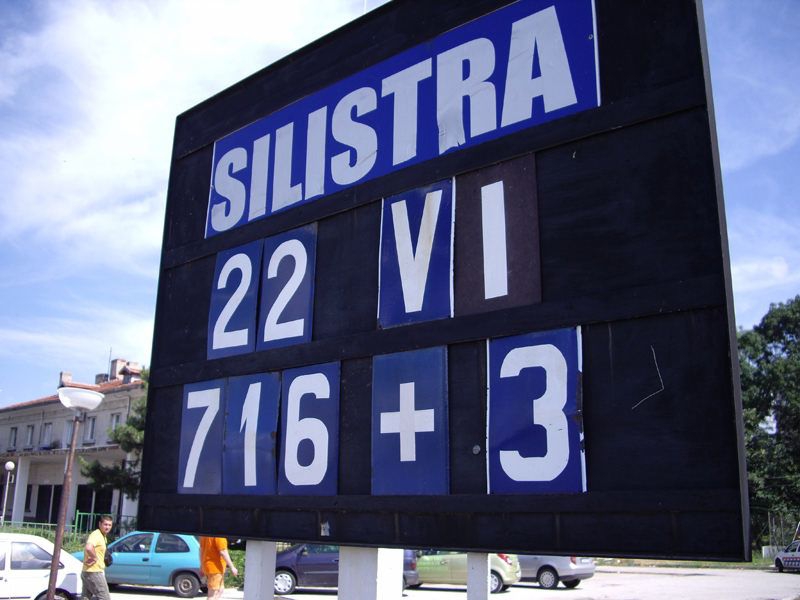 SILISTRA
22 VI
716 + 3